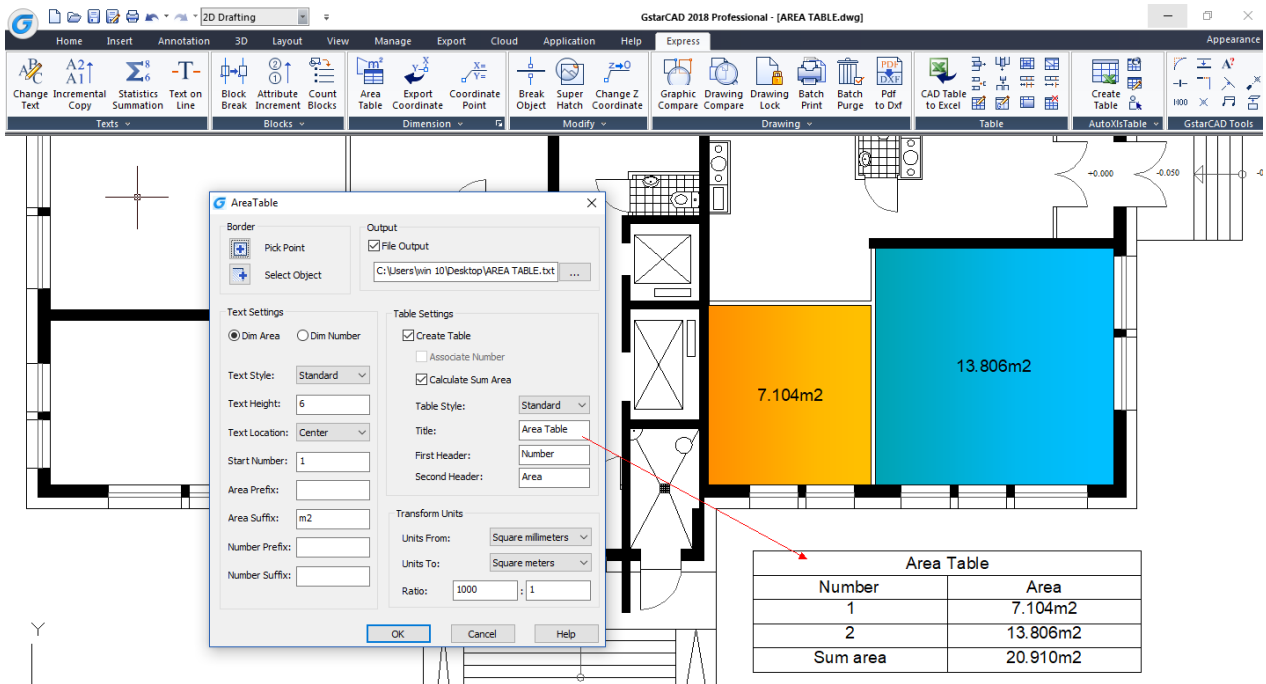 2D Drafting
GstarCAD 2018 Professional - [AREA TABLE.dwg]
Home Insert Annotation 3D Layout View Manage Export Cloud Application Help Express Appearance
Change Text
Incremental Copy
Statistics Summation
Text on Line
Block Break
Attribute Increment
Count Blocks
Area Table
Export Coordinate
Coordinate Point
Break Object
Super Hatch
Change Z Coordinate
Graphic Compare
Drawing Compare
Drawing Lock
Batch Print
Batch Purge
Pdf to Dxf
CAD Table to Excel
Create Table
Texts
Blocks
Dimension
Modify
Drawing
Table
AutoXlsTable
GstarCAD Tools
AreaTable
Border
Pick Point
Select Object
Output
File Output
C:\Users\win 10\Desktop\AREA TABLE.txt
...
Text Settings
Dim Area
Dim Number
Text Style: Standard
Text Height: 6
Text Location: Center
Start Number: 1
Area Prefix:
Area Suffix: m2
Number Prefix:
Number Suffix:
Table Settings
Create Table
Associate Number
Calculate Sum Area
Table Style: Standard
Title: Area Table
First Header: Number
Second Header: Area
Transform Units
Units From: Square milimeters
Units To: Square meters
Ratio: 1000 : 1
OK
Cancel
Help
+0.000
-0.050
7.104m2
13.806m2
Area Table
Number Area
1 7.104m2
2 13.806m2
Sum area 20.910m2
Y